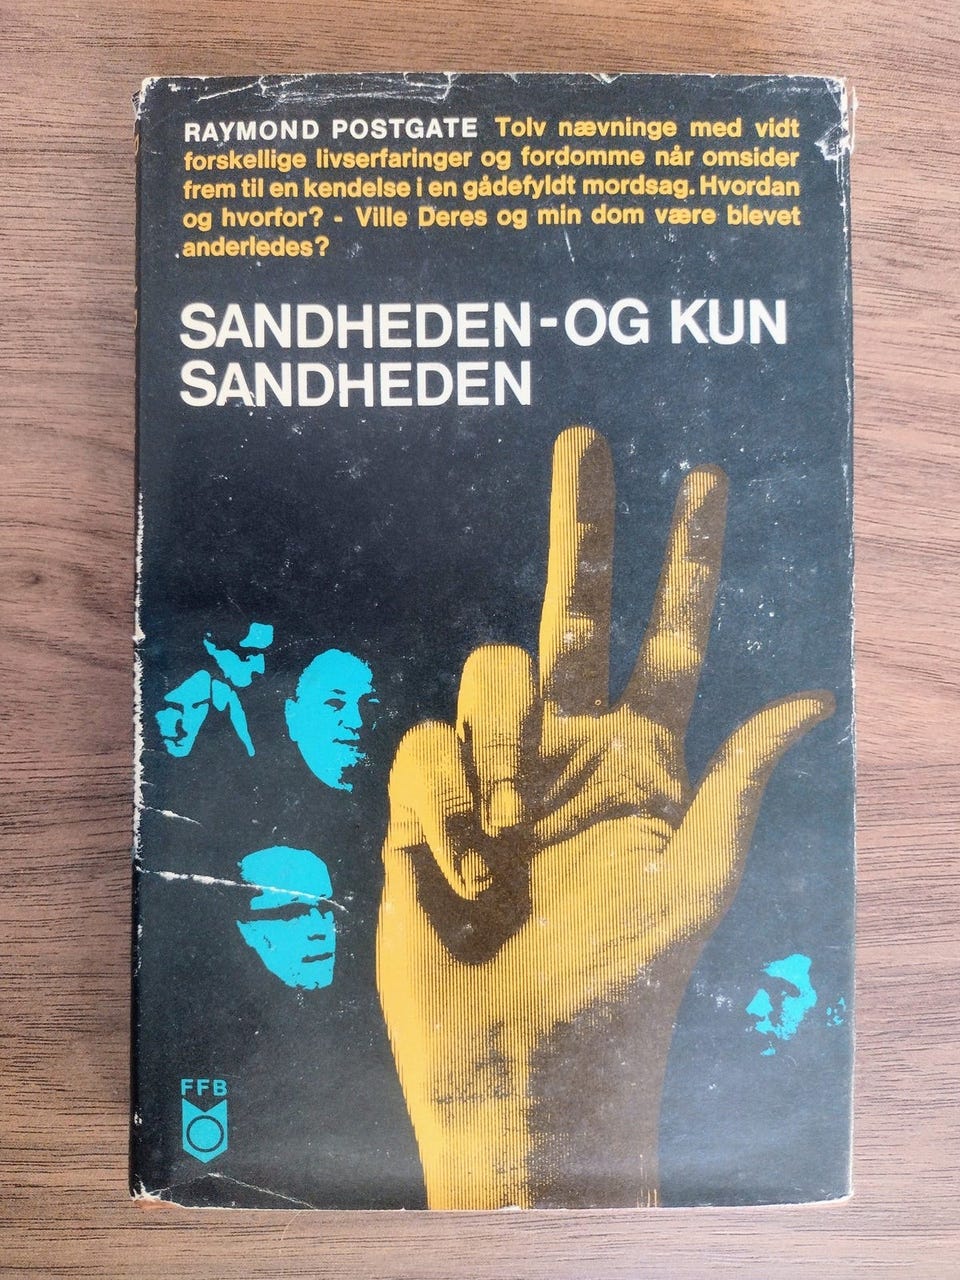 RAYMOND POSTGATE Tolv nævninge med vidt
forskellige livserfaringer og fordomme når omsider
frem til en kendelse i en gådefyldt mordsag. Hvordan
og hvorfor? - Ville Deres og min dom være blevet
anderledes?
SANDHEDEN - OG KUN
SANDHEDEN
FFB